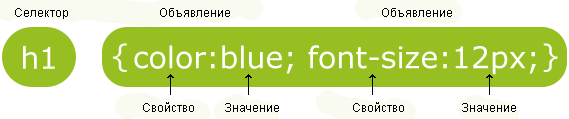 Селектор Объявление Объявление
h1 {color:blue; font-size:12px;}
Свойство Значение Свойство Значение